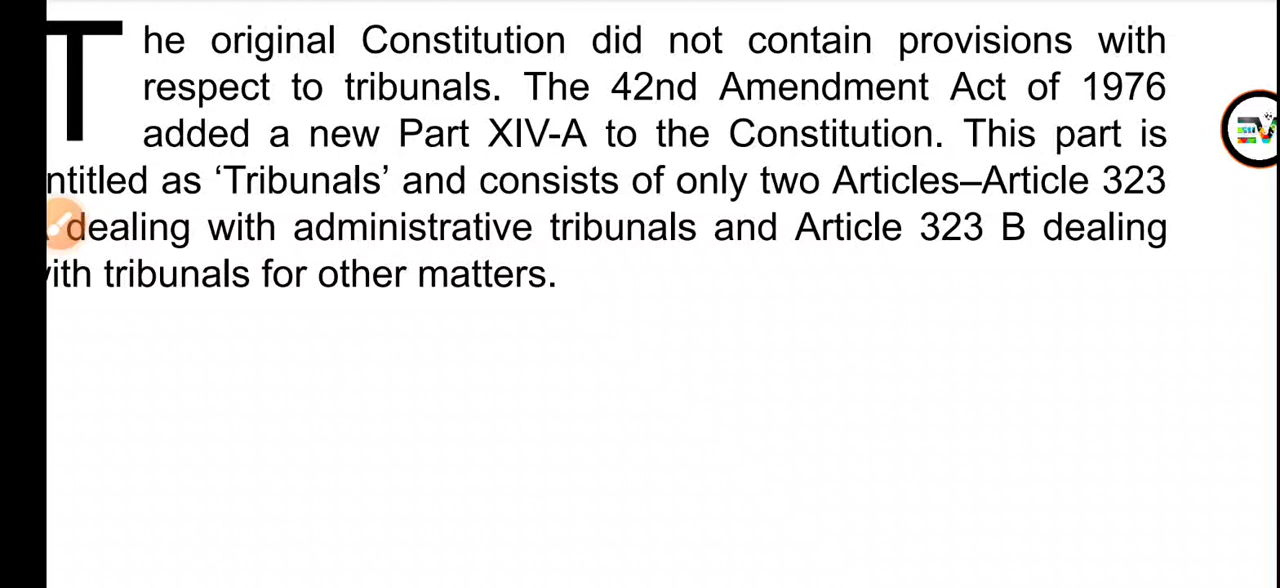 The original Constitution did not contain provisions with
respect to tribunals. The 42nd Amendment Act of 1976
added a new Part XIV-A to the Constitution. This part is
ntitled as ‘Tribunals’ and consists of only two Articles–Article 323
dealing with administrative tribunals and Article 323 B dealing
ith tribunals for other matters.
EV